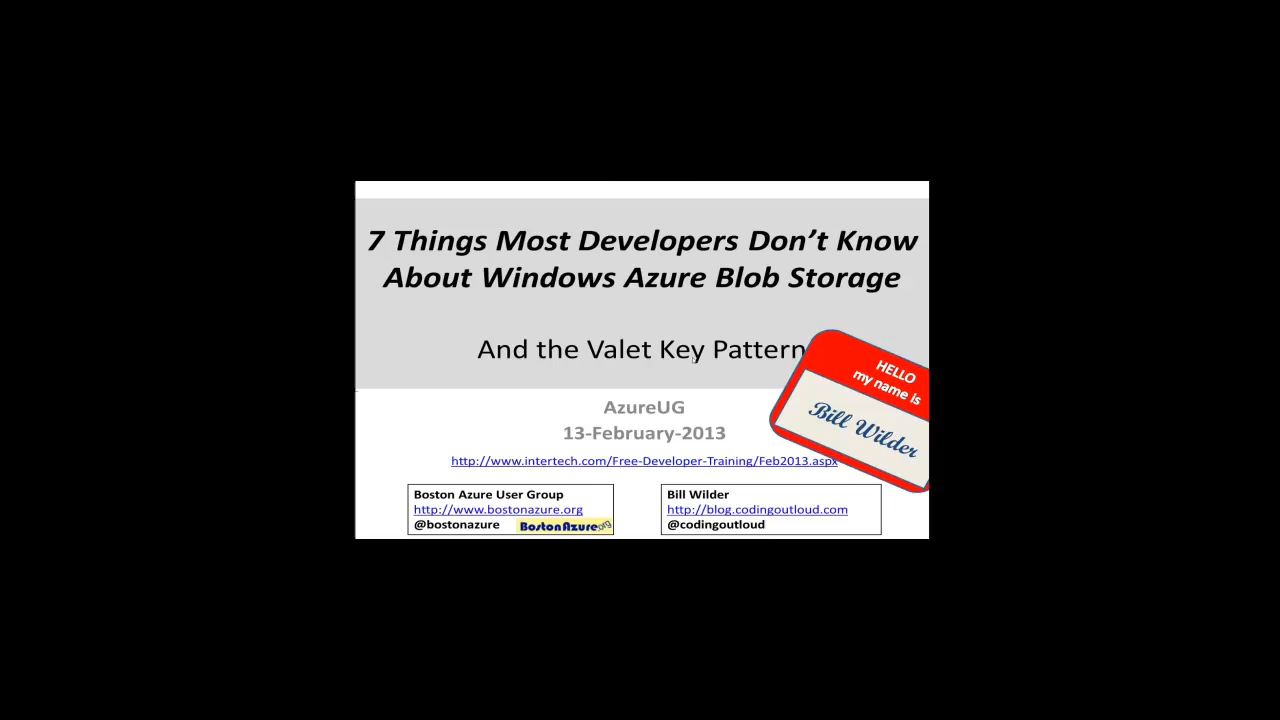 7 Things Most Developers Don't Know
About Windows Azure Blob Storage
And the Valet Key Pattern
HELLO
my name is
Bill Wilder
AzureUG
13-February-2013
http://www.intertech.com/Free-Developer-Training/Feb2013.aspx
Boston Azure User Group
http://www.bostonazure.org
@bostonazure
BostonAzure.org
Bill Wilder
http://blog.codingoutloud.com
@codingoutloud